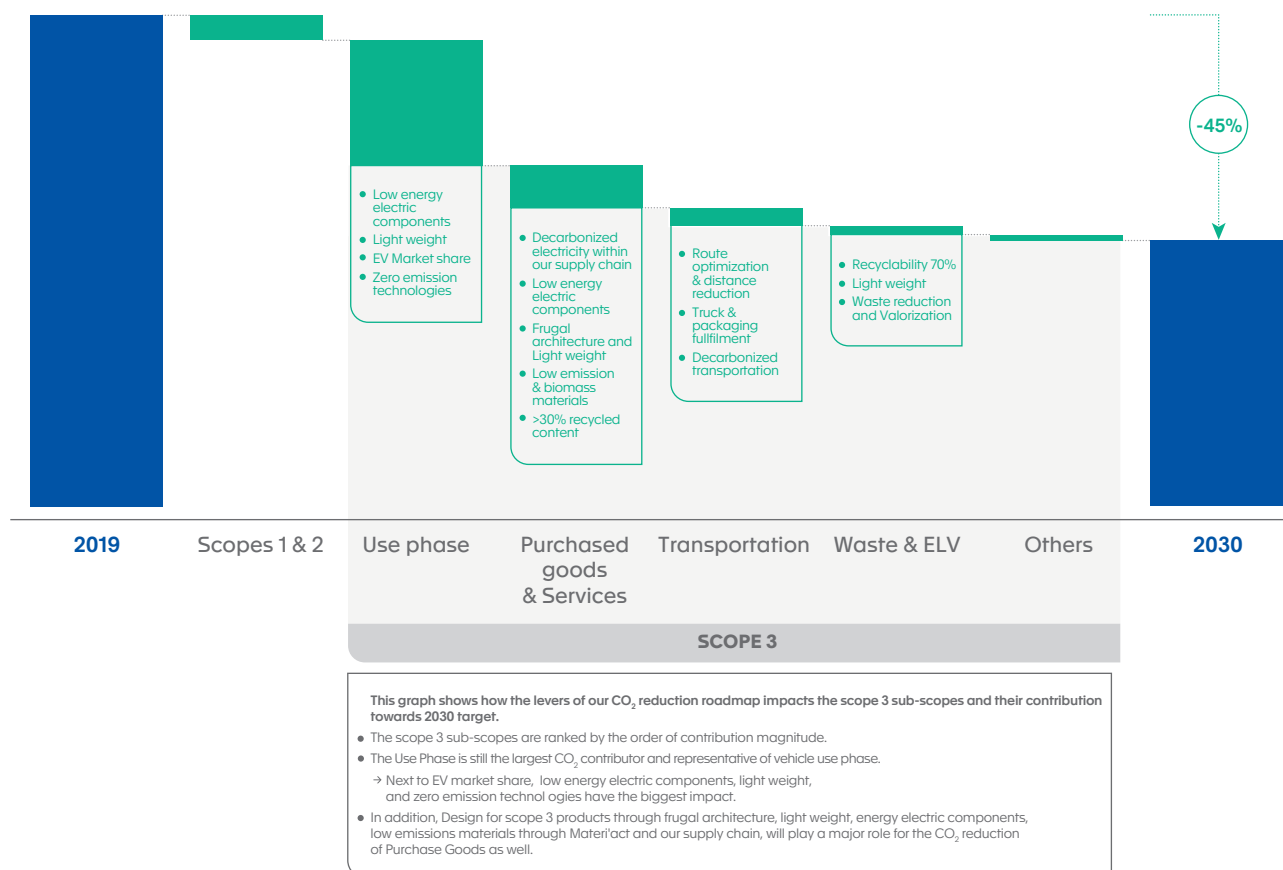 -45%
• Low energy
electric
components
• Light weight
• EV Market share
• Zero emission
technologies
• Decarbonized
electricity within
our supply chain
• Low energy
electric
components
• Frugal
architecture and
Light weight
• Low emission
& biomass
materials
• >30% recycled
content
• Route
optimization
& distance
reduction
• Truck &
packaging
fullfilment
• Decarbonized
transportation
• Recyclability 70%
• Light weight
• Waste reduction
and Valorization
2019
Scopes 1 & 2
Use phase
Purchased
goods
& Services
Transportation
Waste & ELV
Others
2030
SCOPE 3
This graph shows how the levers of our CO₂ reduction roadmap impacts the scope 3 sub-scopes and their contribution
towards 2030 target.
• The scope 3 sub-scopes are ranked by the order of contribution magnitude.
• The Use Phase is still the largest CO₂ contributor and representative of vehicle use phase.
→ Next to EV market share, low energy electric components, light weight,
and zero emission technol ogies have the biggest impact.
• In addition, Design for scope 3 products through frugal architecture, light weight, energy electric components,
low emissions materials through Materi'act and our supply chain, will play a major role for the CO₂ reduction
of Purchase Goods as well.